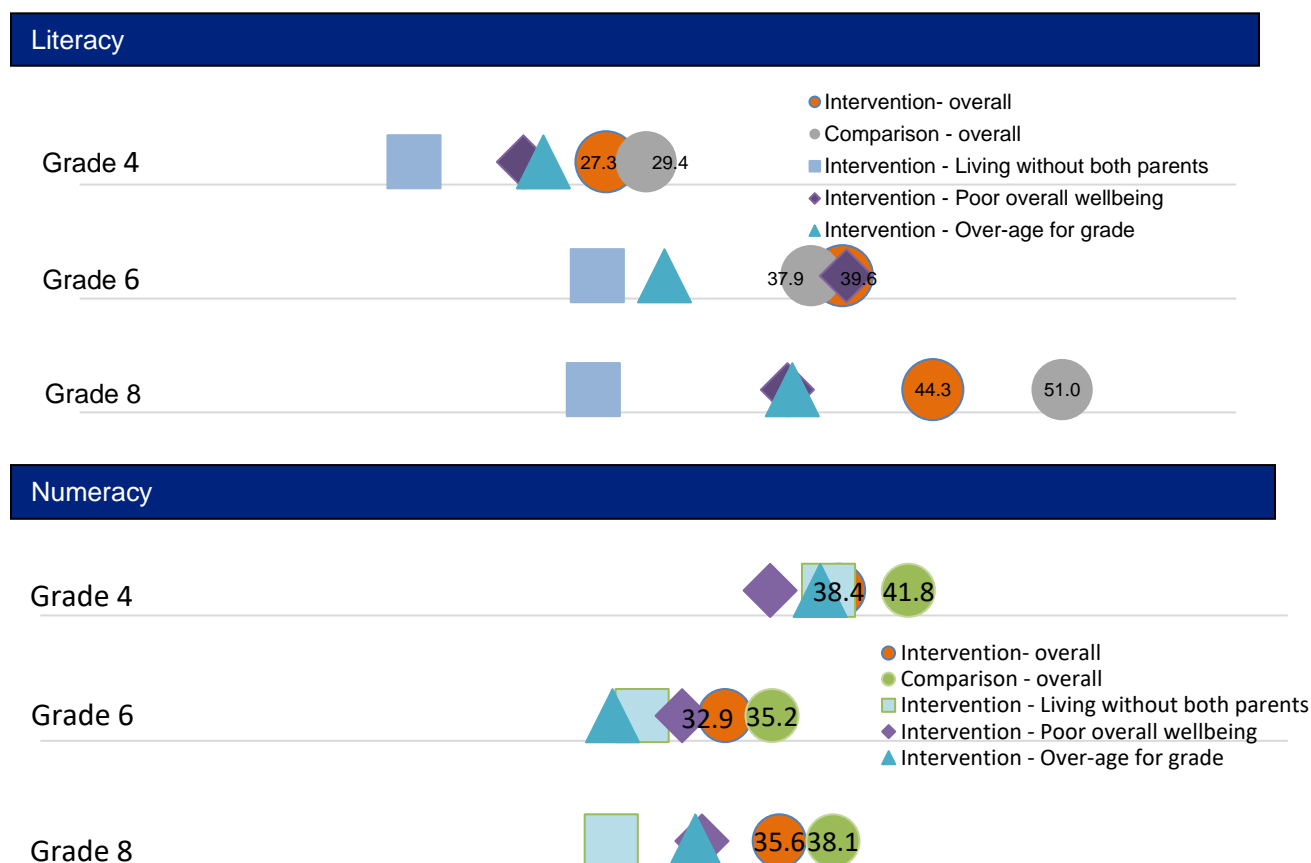 Literacy
Intervention- overall
Comparison - overall
Grade 4
27.3
29.4
Intervention - Living without both parents
Intervention - Poor overall wellbeing
Intervention - Over-age for grade
Grade 6
37.9
39.6
Grade 8
44.3
51.0
Numeracy
Grade 4
38.4
41.8
Intervention- overall
Comparison - overall
Intervention - Living without both parents
Grade 6
32.9
35.2
Intervention - Poor overall wellbeing
Intervention - Over-age for grade
Grade 8
35.6
38.1